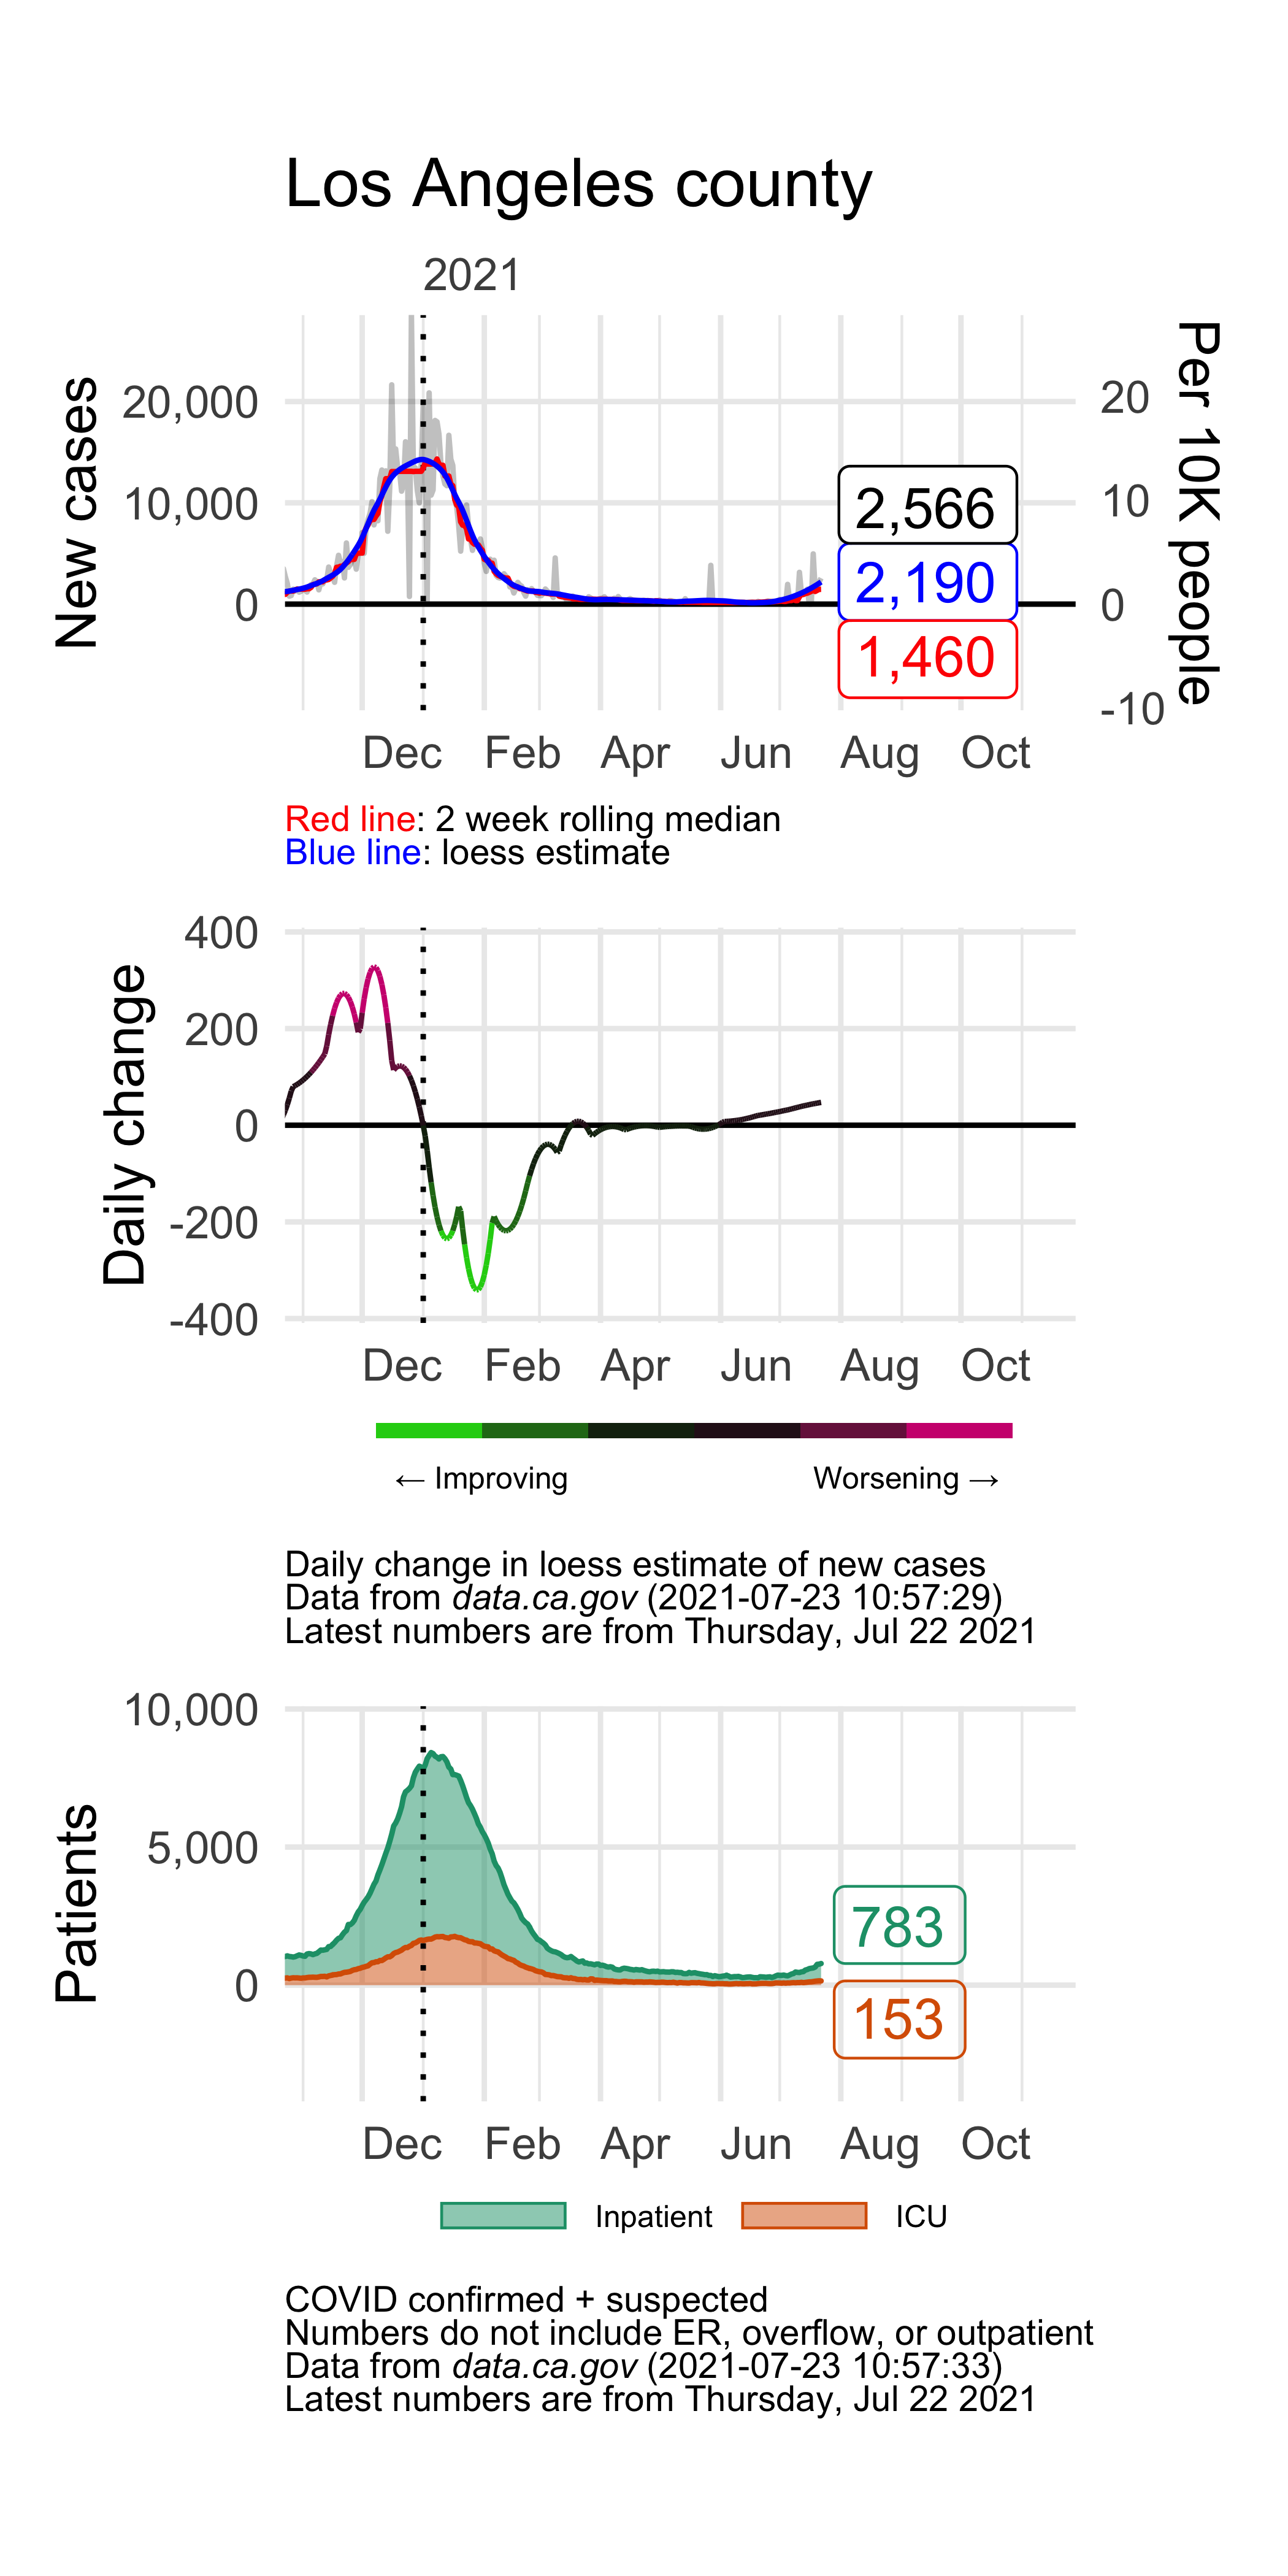 Los Angeles county
2021
New cases
20,000
10,000
0
20
10
0
-10
Per 10K people
2,566
2,190
1,460
Dec Feb Apr Jun Aug Oct
Red line: 2 week rolling median
Blue line: loess estimate
Daily change
400
200
0
-200
-400
Dec Feb Apr Jun Aug Oct
← Improving Worsening →
Daily change in loess estimate of new cases
Data from data.ca.gov (2021-07-23 10:57:29)
Latest numbers are from Thursday, Jul 22 2021
Patients
10,000
5,000
0
783
153
Dec Feb Apr Jun Aug Oct
Inpatient ICU
COVID confirmed + suspected
Numbers do not include ER, overflow, or outpatient
Data from data.ca.gov (2021-07-23 10:57:33)
Latest numbers are from Thursday, Jul 22 2021